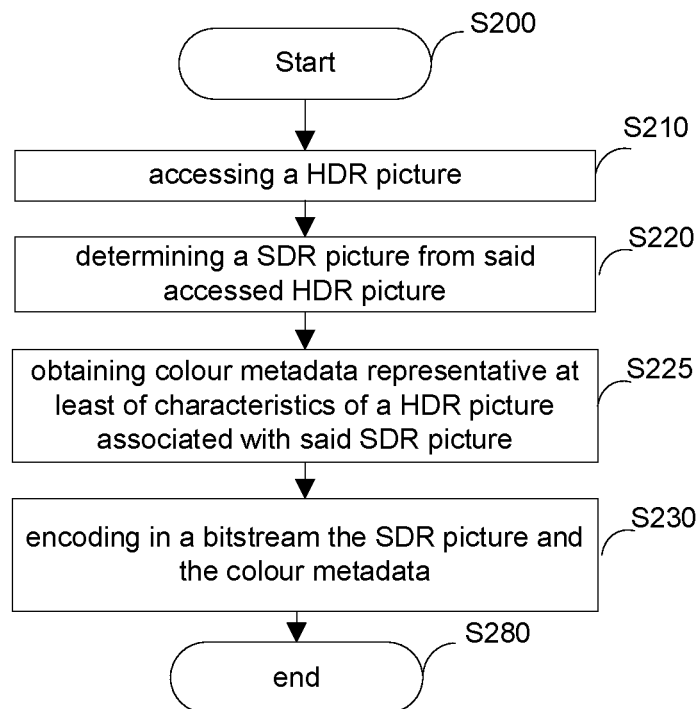 S200
Start
S210
accessing a HDR picture
S220
determining a SDR picture from said
accessed HDR picture
S225
obtaining colour metadata representative at
least of characteristics of a HDR picture
associated with said SDR picture
S230
encoding in a bitstream the SDR picture and
the colour metadata
S280
end